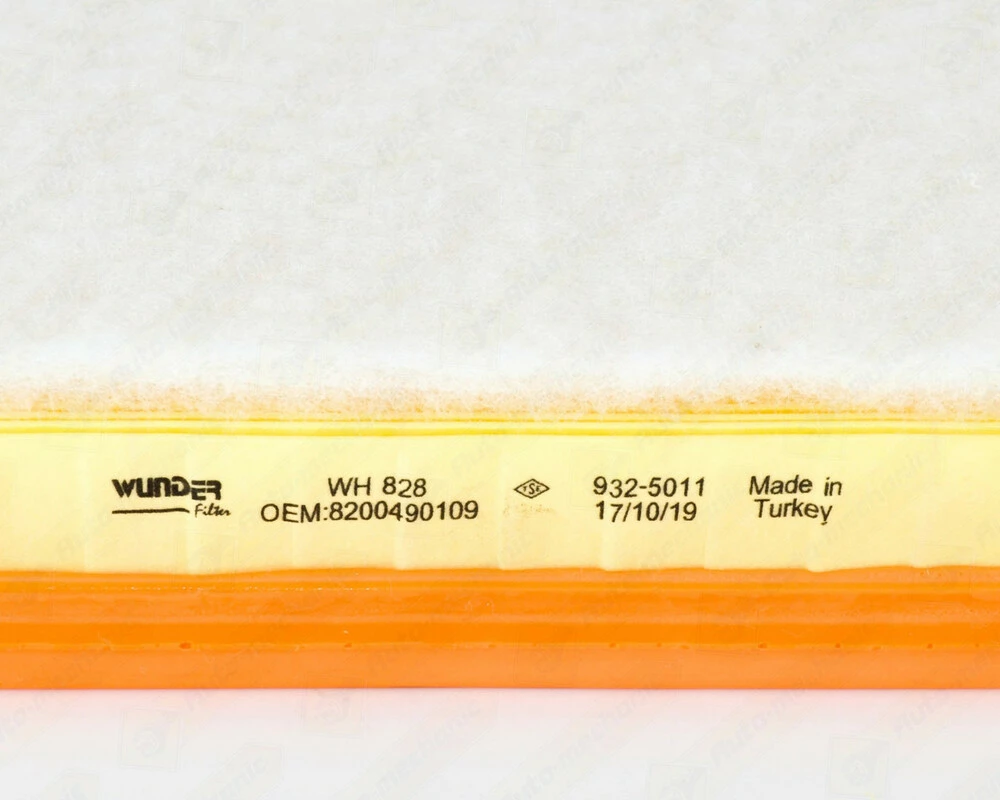 WUNDER
Filter
WH 828
OEM:8200490109
TSE
932-5011
17/10/19
Made in
Turkey